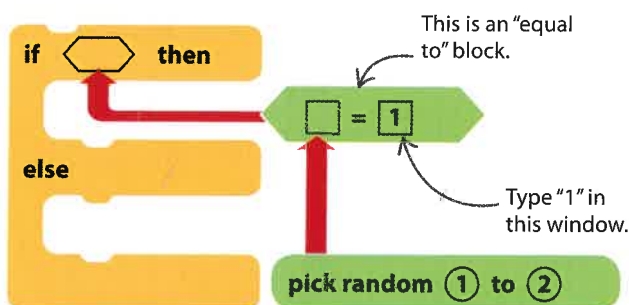 This is an “equal
to” block.
if then
= 1
else
Type “1” in
this window.
pick random 1 to 2